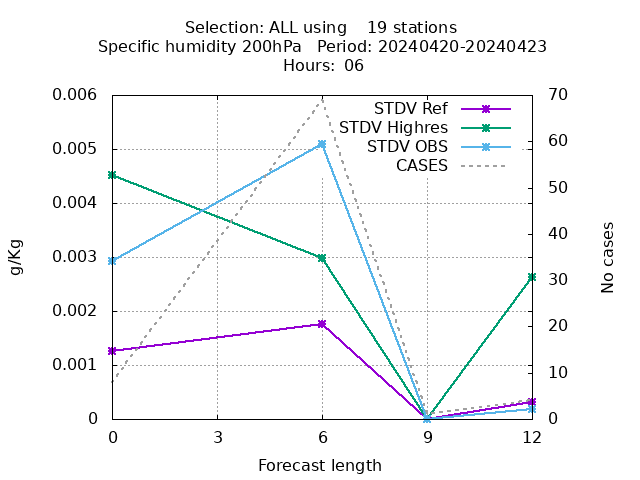 Selection: ALL using    19 stations
Specific humidity 200hPa   Period: 20240420-20240423
Hours: 06
STDV Ref
STDV Highres
STDV OBS
CASES
0.006
0.005
0.004
0.003
0.002
0.001
0
g/Kg
70
60
50
40
30
20
10
0
No cases
0 3 6 9 12
Forecast length